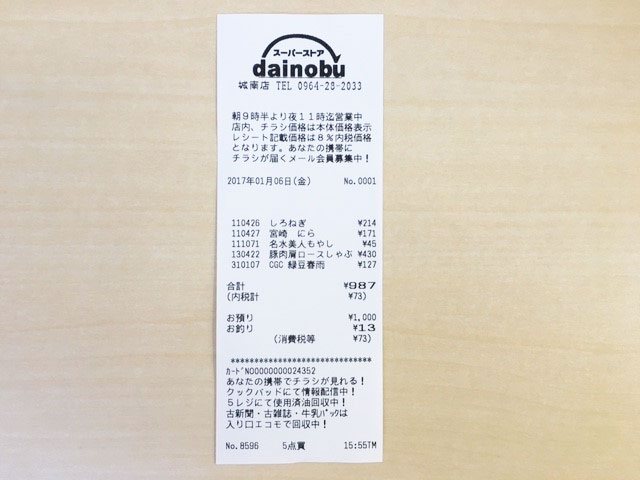 スーパーストア
dainobu
城南店 TEL 0964-28-2033
朝9時半より夜11時迄営業中
店内、チラシ価格は本体価格表示
レシート記載価格は8%内税価格
となります。あなたの携帯に
チラシが届くメール会員募集中！
2017年01月06日(金) No.0001
110426 しろねぎ ¥214
110427 宮崎 にら ¥171
111071 名水美人もやし ¥45
130422 豚肉肩ロースしゃぶ ¥430
310107 CGC 緑豆春雨 ¥127
合計 ¥987
(内税計 ¥73)
お預り ¥1,000
お釣り ¥13
(消費税等 ¥73)
******************************
ｶｰﾄﾞNO0000000024352
あなたの携帯でチラシが見れる！
クックパッドにて情報配信中！
5レジにて使用済油回収中！
古新聞・古雑誌・牛乳ﾊﾟｯｸは
入り口エコモで回収中！
No.8596 5点買 15:55TM